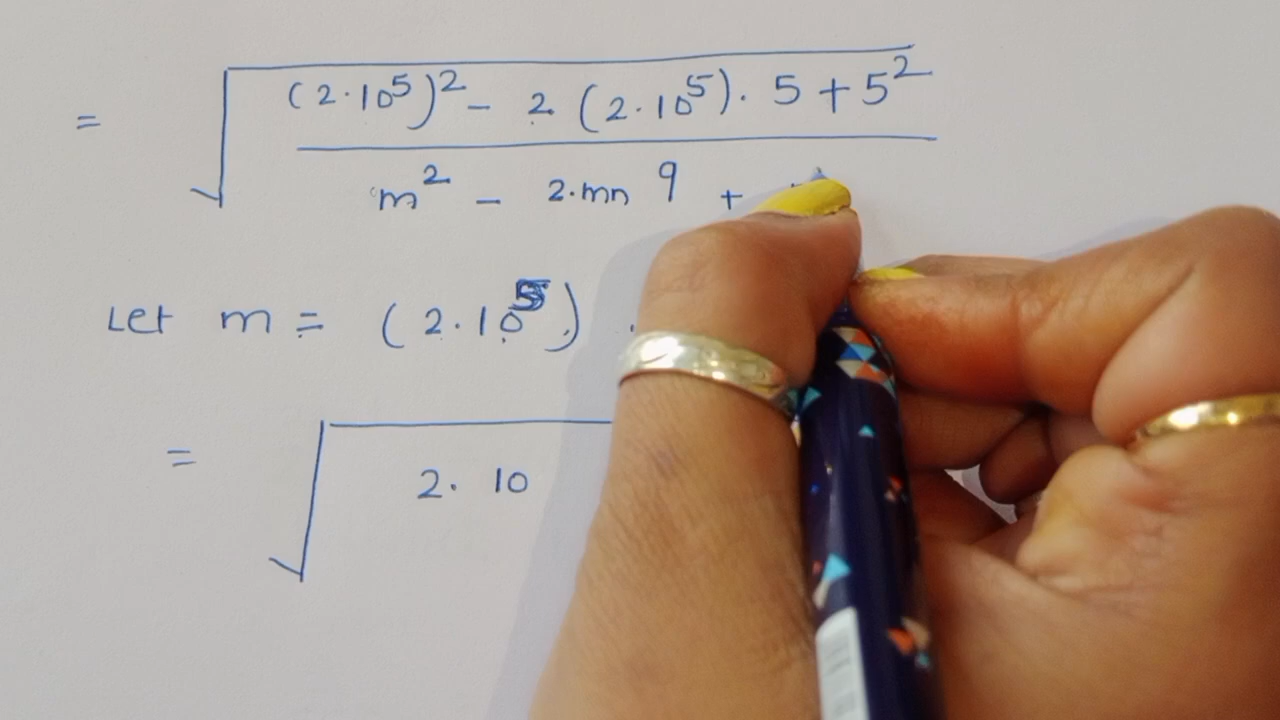 = √ (2·10⁵)² - 2 (2·10⁵) · 5 + 5²
m² - 2·mn 9 +
Let m = (2·10⁵)
= √ 2· 10